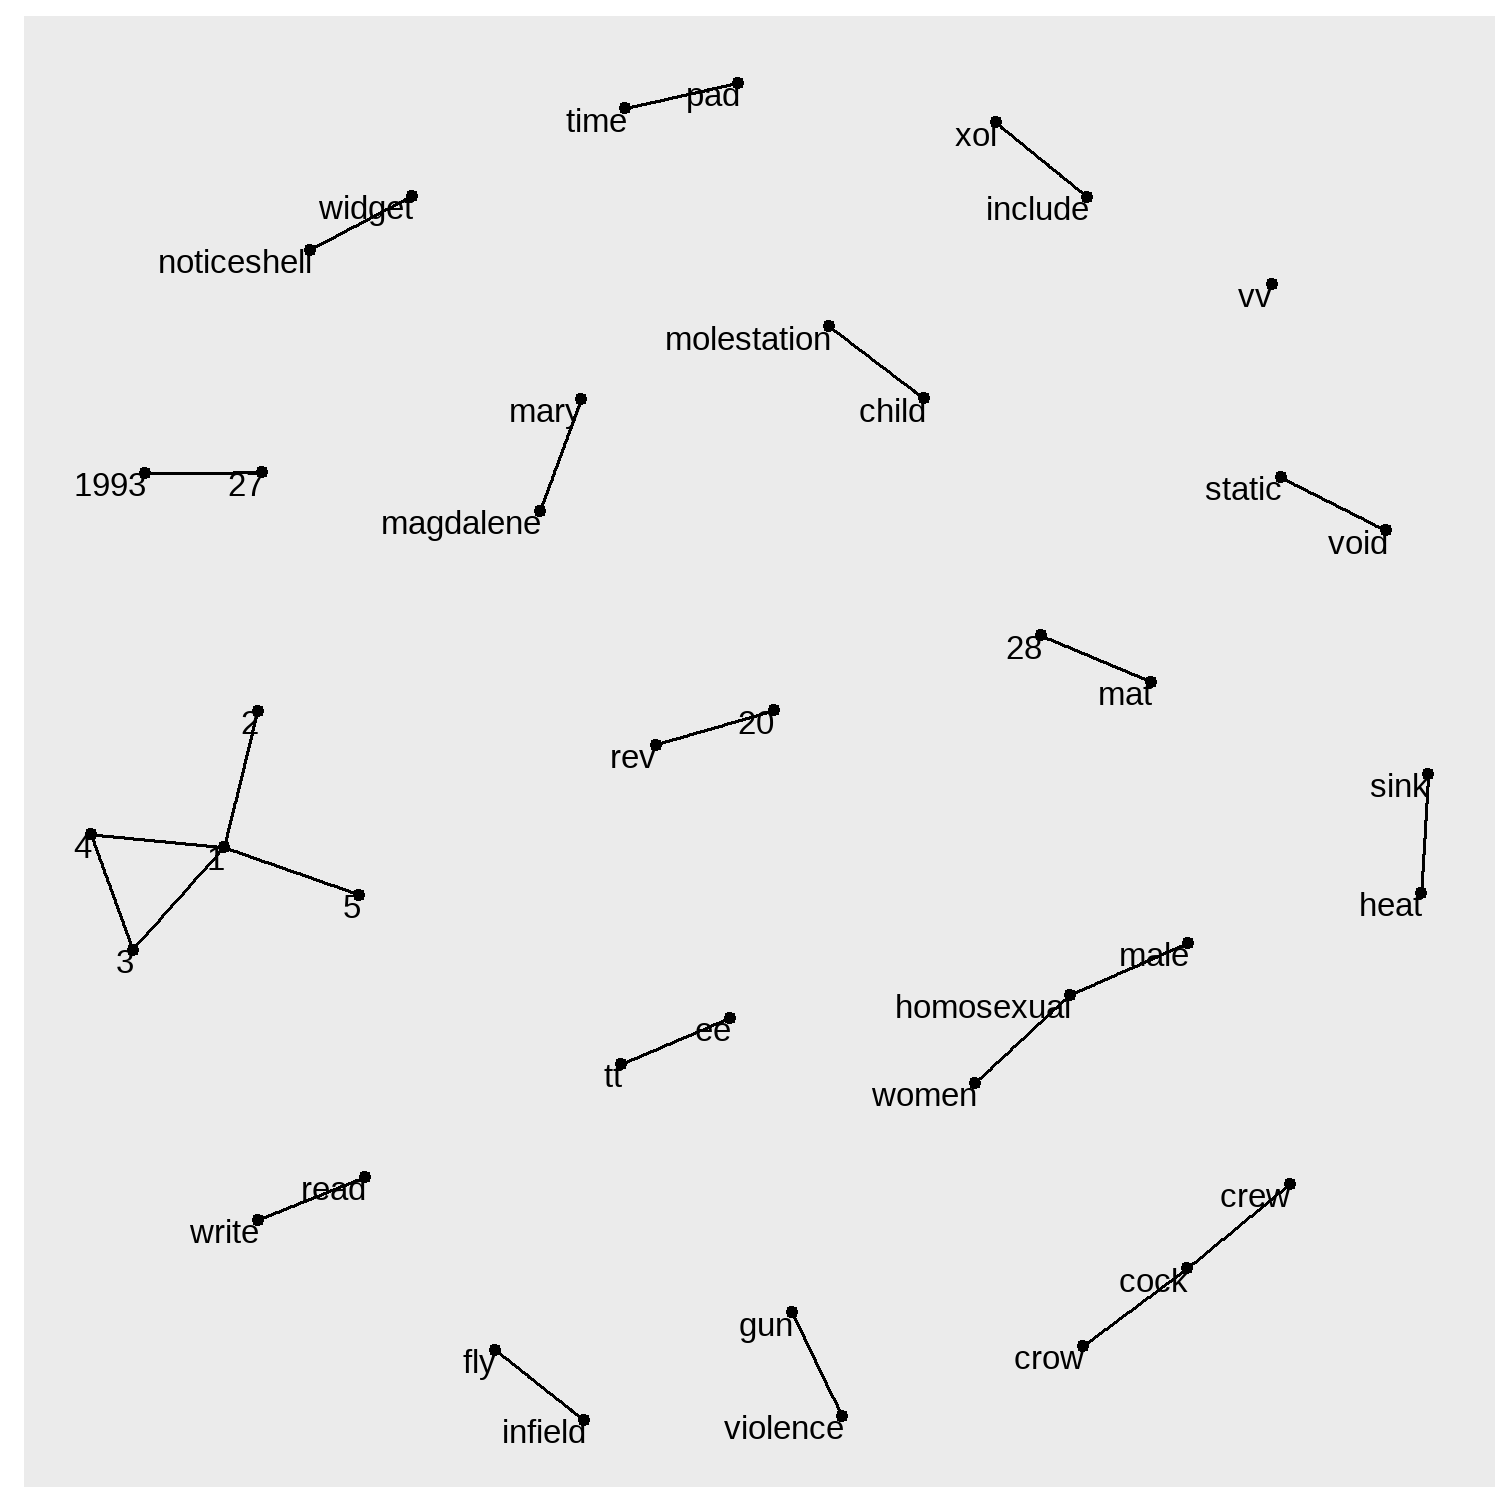 pad
time
xol
include
widget
noticeshell
vv
molestation
child
mary
magdalene
1993
27
static
void
28
mat
2
20
rev
sink
4
1
5
3
heat
male
homosexual
ee
tt
women
read
write
crew
cock
crow
gun
fly
violence
infield